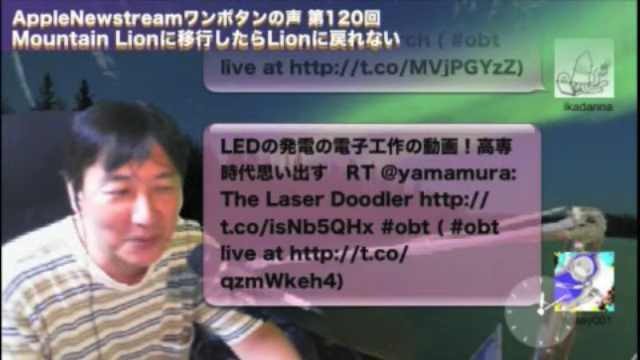 AppleNewstreamワンボタンの声 第120回
Mountain Lionに移行したらLionに戻れない
ch ( #obt
live at http://t.co/MVjPGYzZ)
ikadanna
LEDの発電の電子工作の動画！高専
時代思い出す RT @yamamura:
The Laser Doodler http://
t.co/isNb5QHx #obt ( #obt
live at http://t.co/
qzmWkeh4)